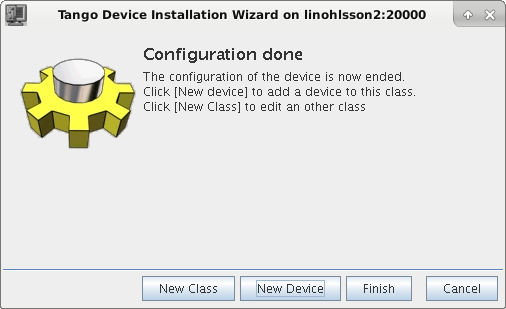 Tango Device Installation Wizard on linohlsson2:20000
Configuration done
The configuration of the device is now ended.
Click [New device] to add a device to this class.
Click [New Class] to edit an other class
New Class
New Device
Finish
Cancel